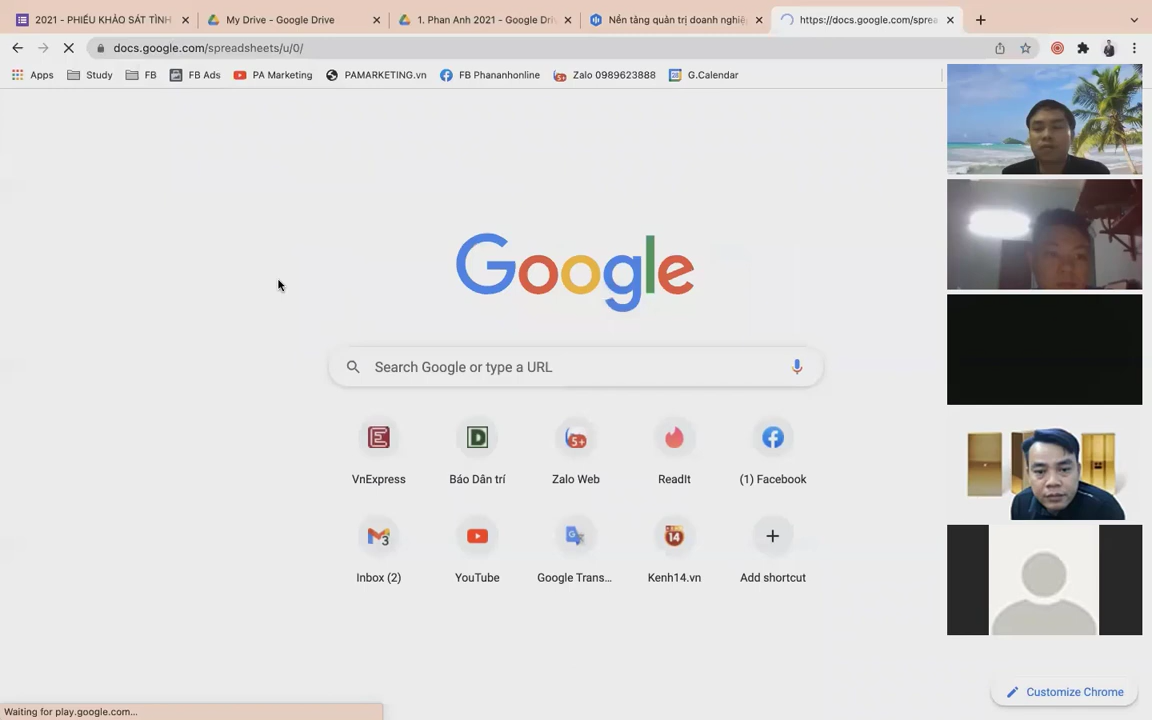 2021 - PHIẾU KHẢO SÁT TÌNH
My Drive - Google Drive
1. Phan Anh 2021 - Google Dri
Nền tảng quản trị doanh nghiệ
https://docs.google.com/sprea
docs.google.com/spreadsheets/u/0/
Apps
Study
FB
FB Ads
PA Marketing
PAMARKETING.vn
FB Phananhonline
Zalo 0989623888
G.Calendar
Google
Search Google or type a URL
VnExpress
Báo Dân trí
Zalo Web
ReadIt
(1) Facebook
Inbox (2)
YouTube
Google Trans...
Kenh14.vn
Add shortcut
Customize Chrome
Waiting for play.google.com...